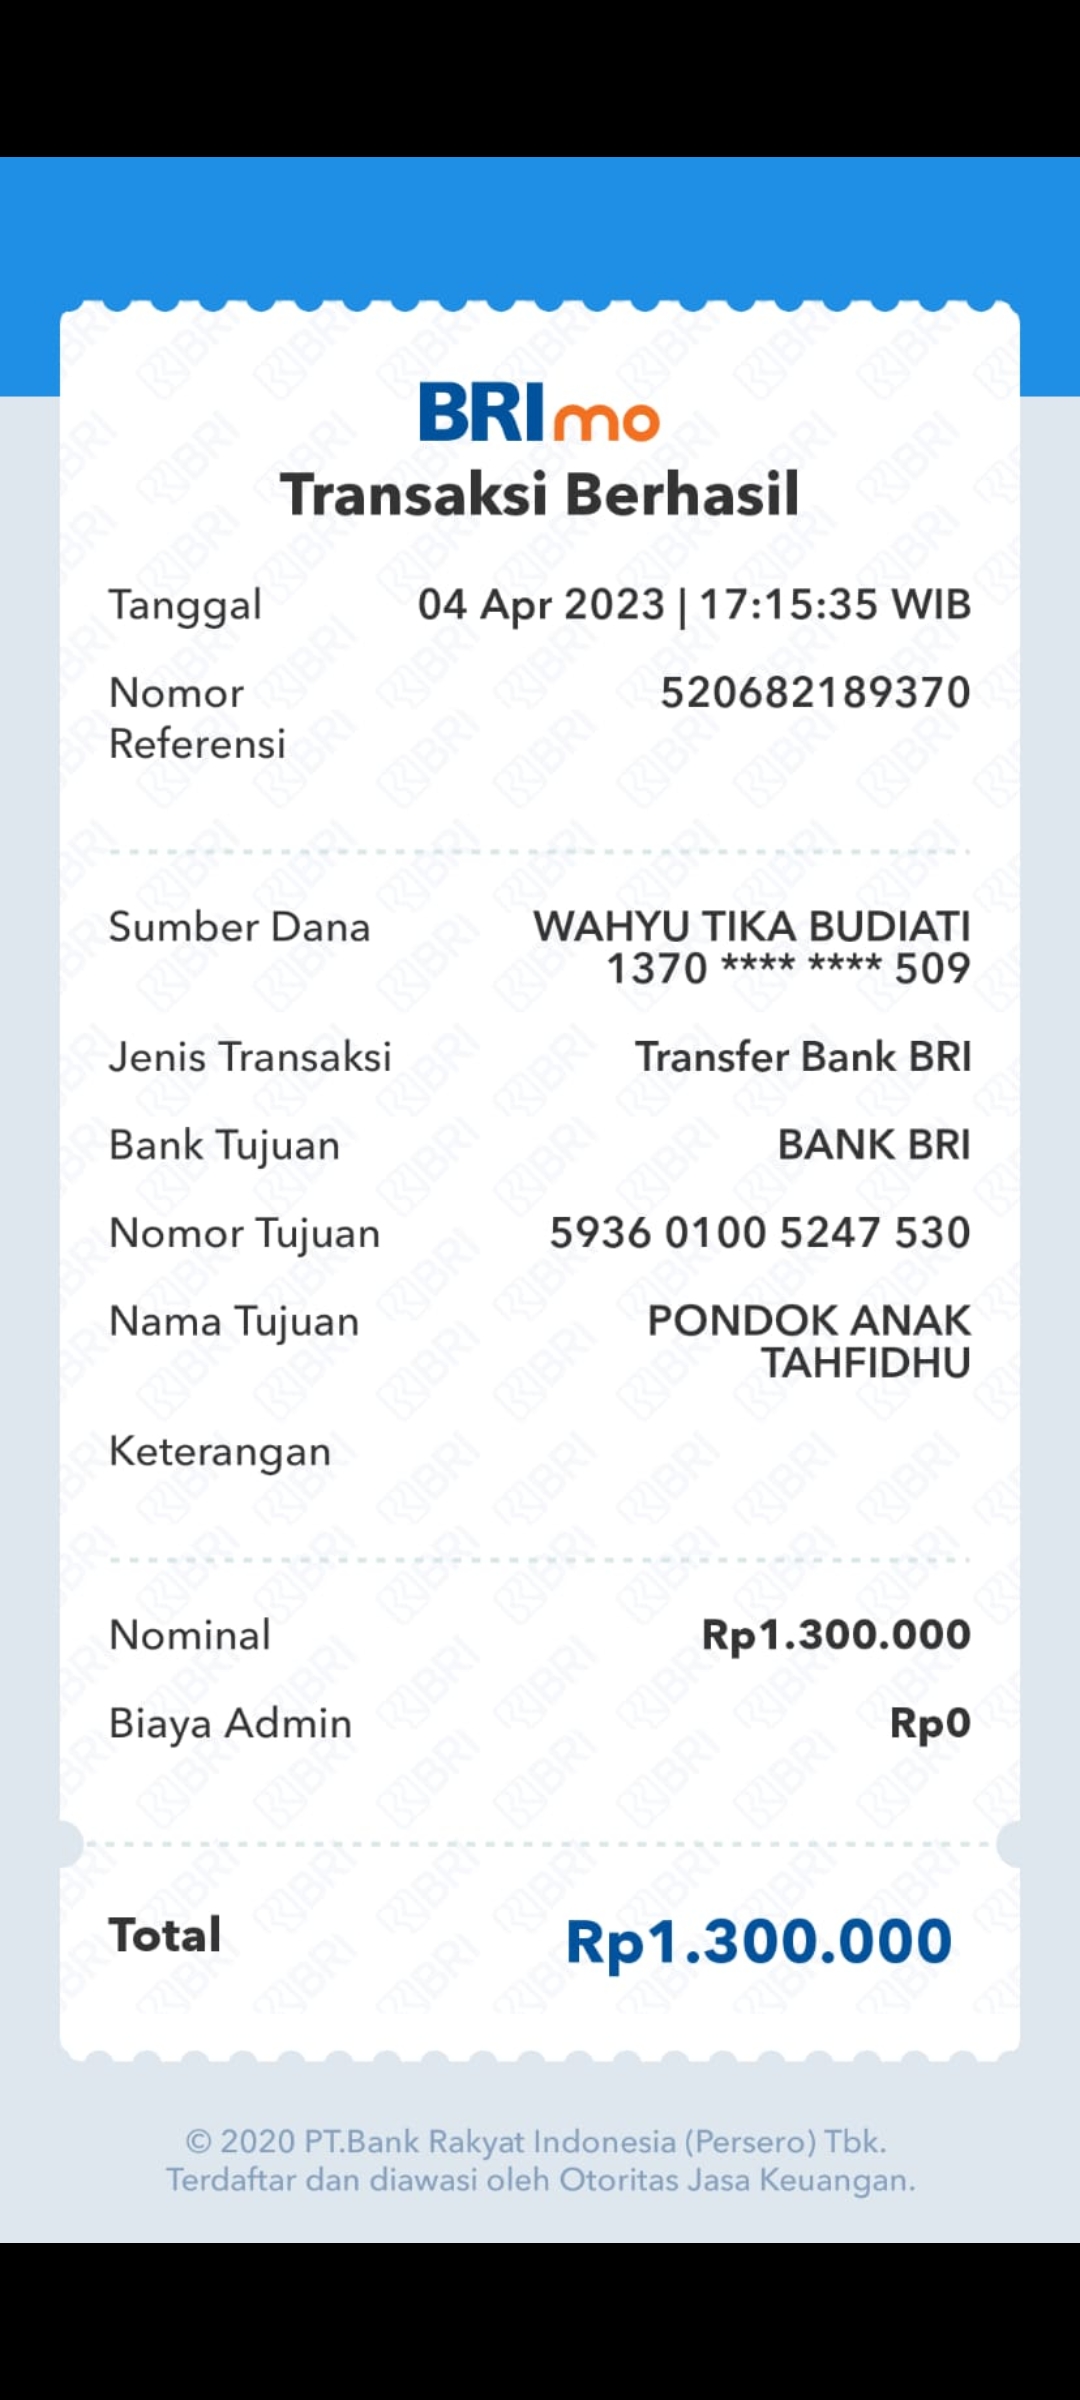 BRImo
Transaksi Berhasil
Tanggal 04 Apr 2023 | 17:15:35 WIB
Nomor Referensi 520682189370
Sumber Dana WAHYU TIKA BUDIATI
1370 **** **** 509
Jenis Transaksi Transfer Bank BRI
Bank Tujuan BANK BRI
Nomor Tujuan 5936 0100 5247 530
Nama Tujuan PONDOK ANAK
TAHFIDHU
Keterangan
Nominal Rp1.300.000
Biaya Admin Rp0
Total Rp1.300.000
© 2020 PT.Bank Rakyat Indonesia (Persero) Tbk.
Terdaftar dan diawasi oleh Otoritas Jasa Keuangan.